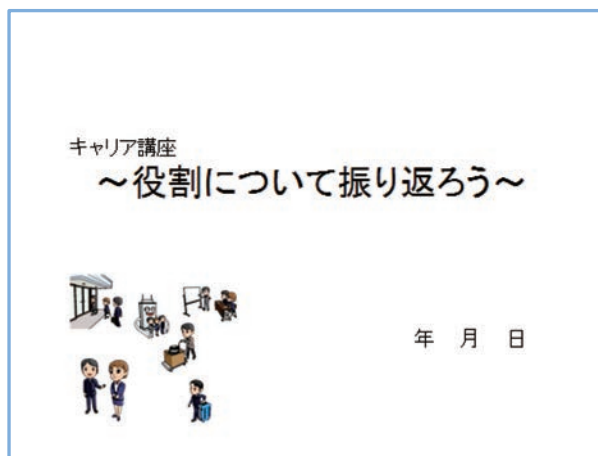 キャリア講座
～役割について振り返ろう～
年 月 日